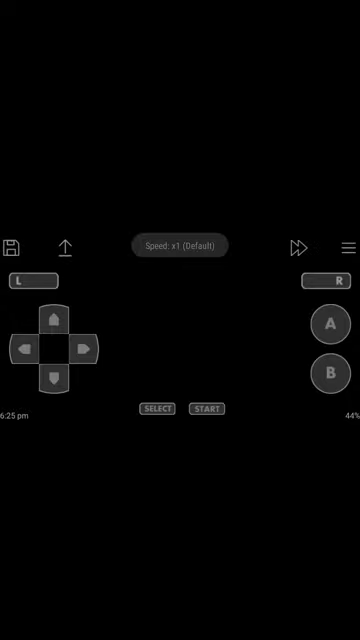 Speed: x1 (Default)
L
R
A
B
SELECT
START
6:25 pm
44%